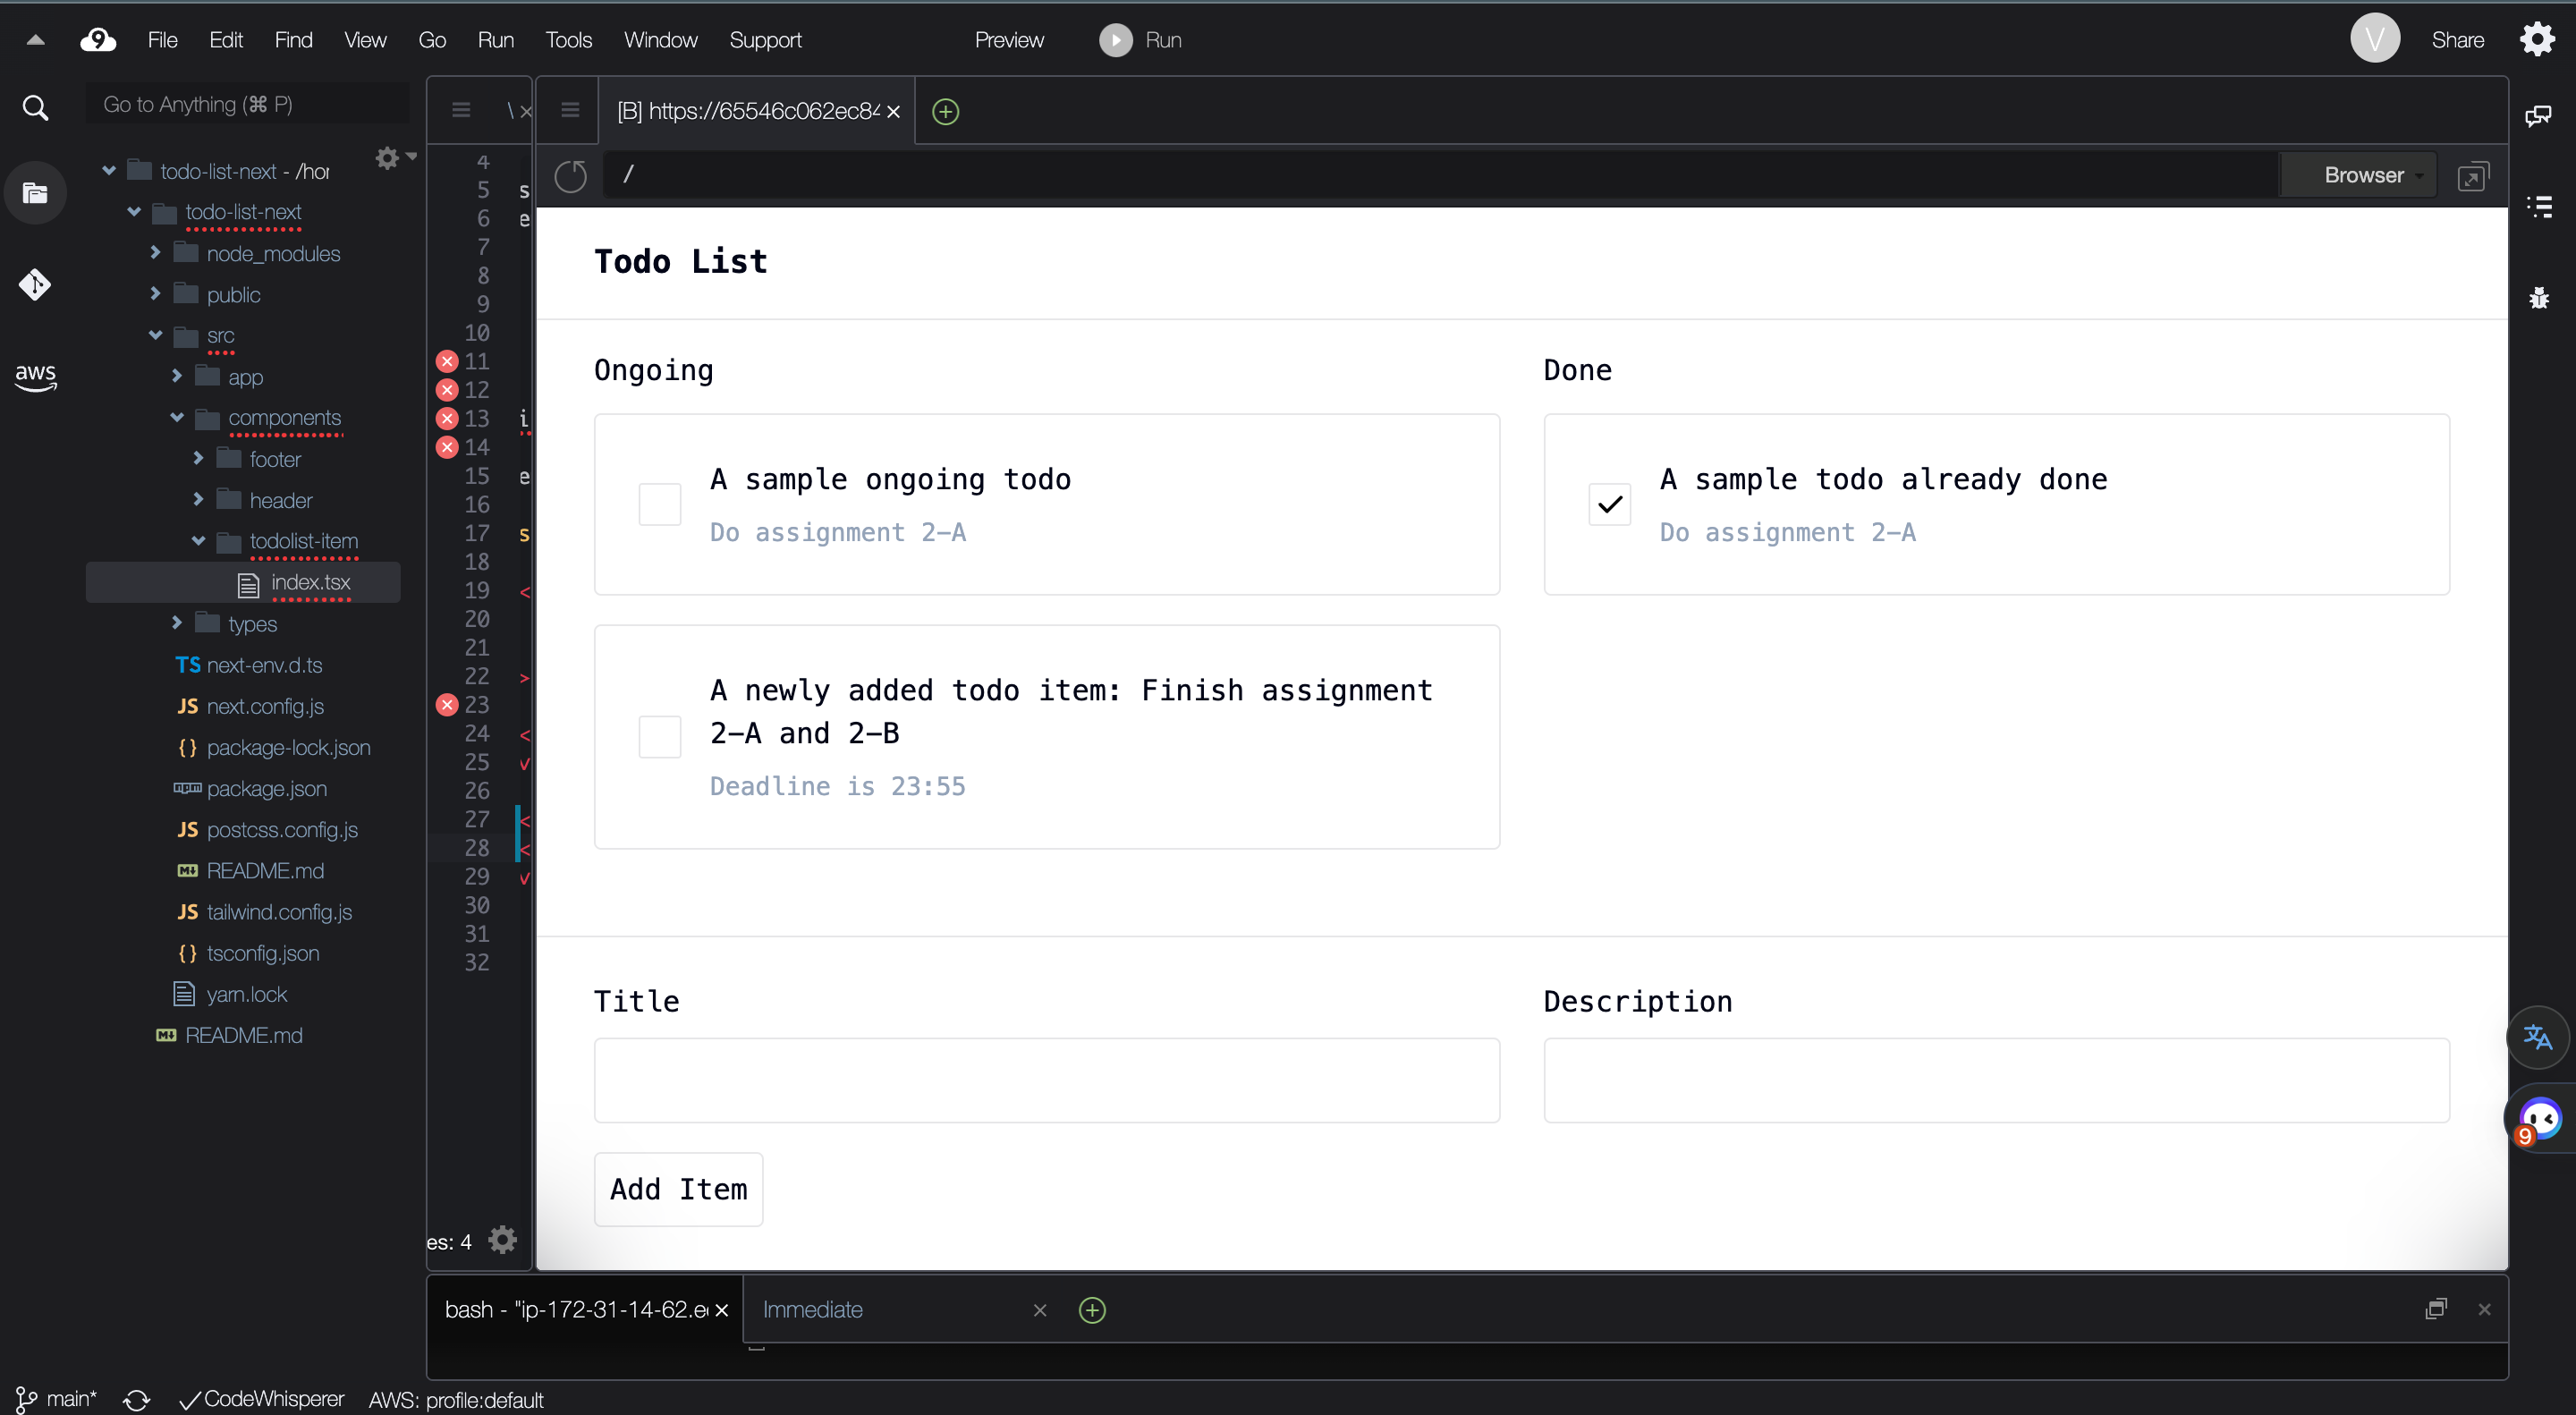 9 File Edit Find View Go Run Tools Window Support Preview Run V Share
Go to Anything (⌘ P)
todo-list-next - /hor
todo-list-next
node_modules
public
src
app
components
footer
header
todolist-item
index.tsx
types
TS next-env.d.ts
JS next.config.js
{} package-lock.json
package.json
JS postcss.config.js
README.md
JS tailwind.config.js
{} tsconfig.json
yarn.lock
README.md
aws
\ ×
4
5 s
6 e
7
8
9
10
11
12
13 i
14
15 e
16
17 s
18
19 <
20
21
22 >
23
24 <
25 v
26
27 <
28 <
29 v
30
31
32
es: 4
[B] https://65546c062ec84
/
Browser
Todo List
Ongoing
A sample ongoing todo
Do assignment 2-A
A newly added todo item: Finish assignment
2-A and 2-B
Deadline is 23:55
Done
A sample todo already done
Do assignment 2-A
Title
Description
Add Item
9
bash - "ip-172-31-14-62.e
Immediate
main* CodeWhisperer AWS: profile:default